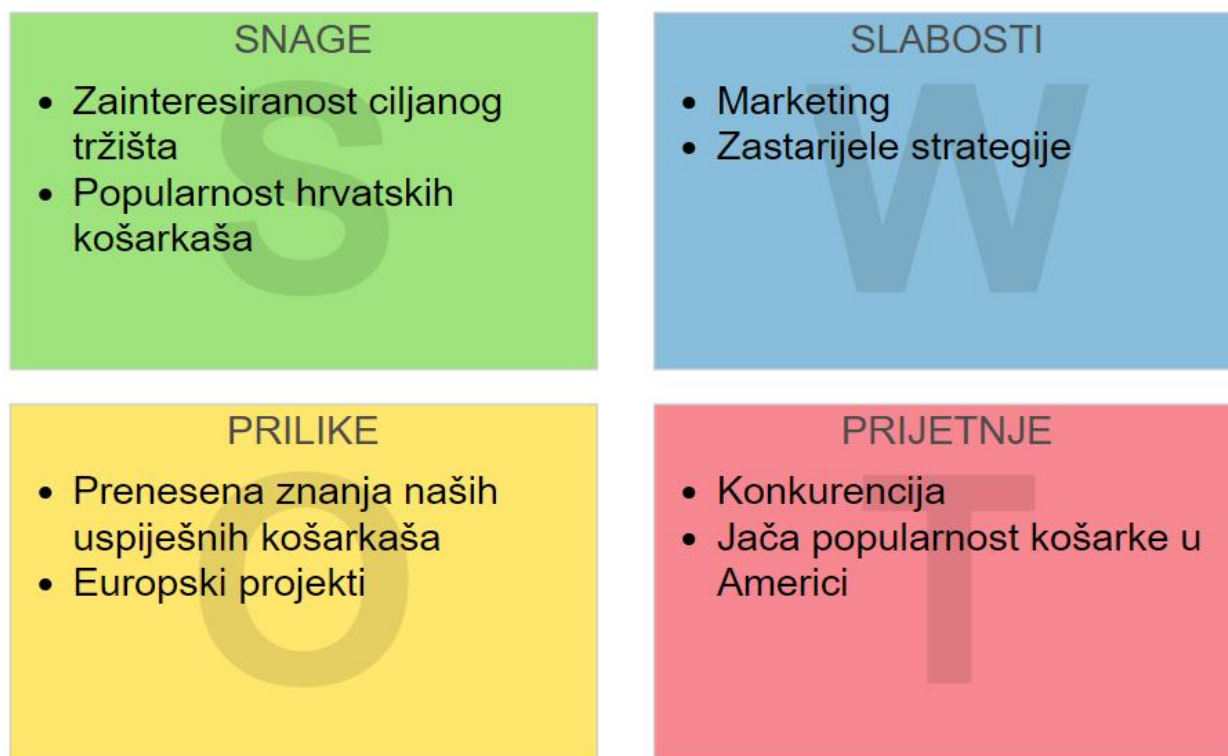 SNAGE
S
• Zainteresiranost ciljanog
tržišta
• Popularnost hrvatskih
košarkaša
SLABOSTI
W
• Marketing
• Zastarijele strategije
PRILIKE
O
• Prenesena znanja naših
uspiješnih košarkaša
• Europski projekti
PRIJETNJE
T
• Konkurencija
• Jača popularnost košarke u
Americi